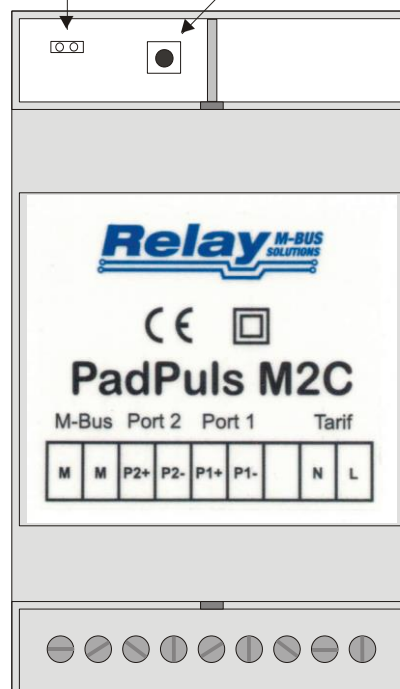 Relay M-BUS
SOLUTIONS
CE
PadPuls M2C
M-Bus Port 2 Port 1 Tarif
M M P2+ P2- P1+ P1- N L